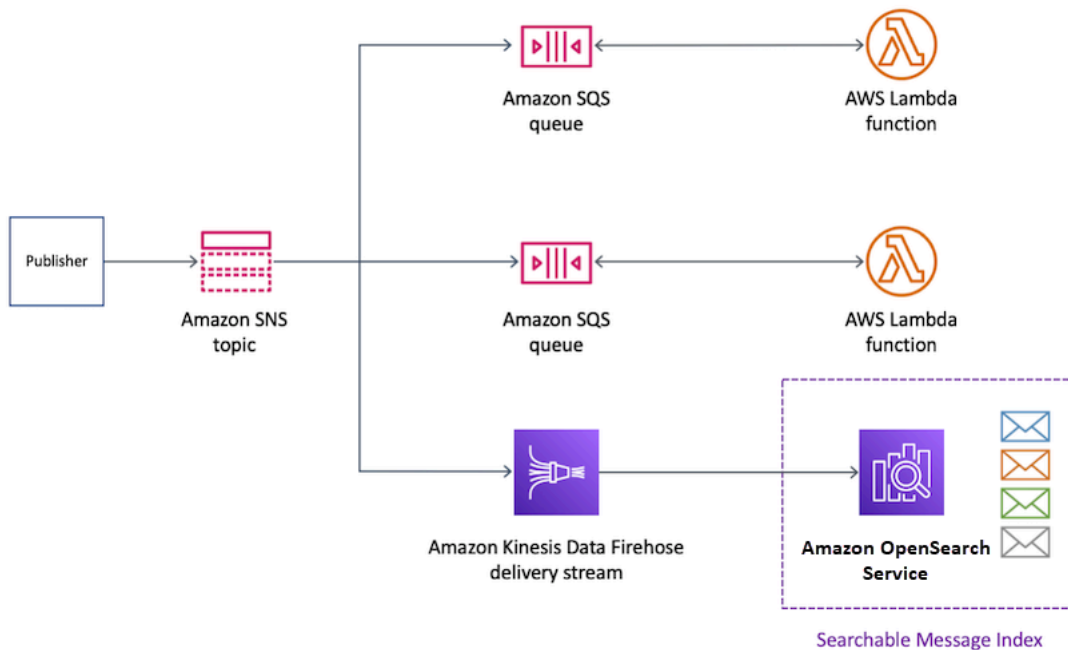 Amazon SQS
queue
AWS Lambda
function
Publisher
Amazon SNS
topic
Amazon SQS
queue
AWS Lambda
function
Amazon Kinesis Data Firehose
delivery stream
Amazon OpenSearch
Service
Searchable Message Index